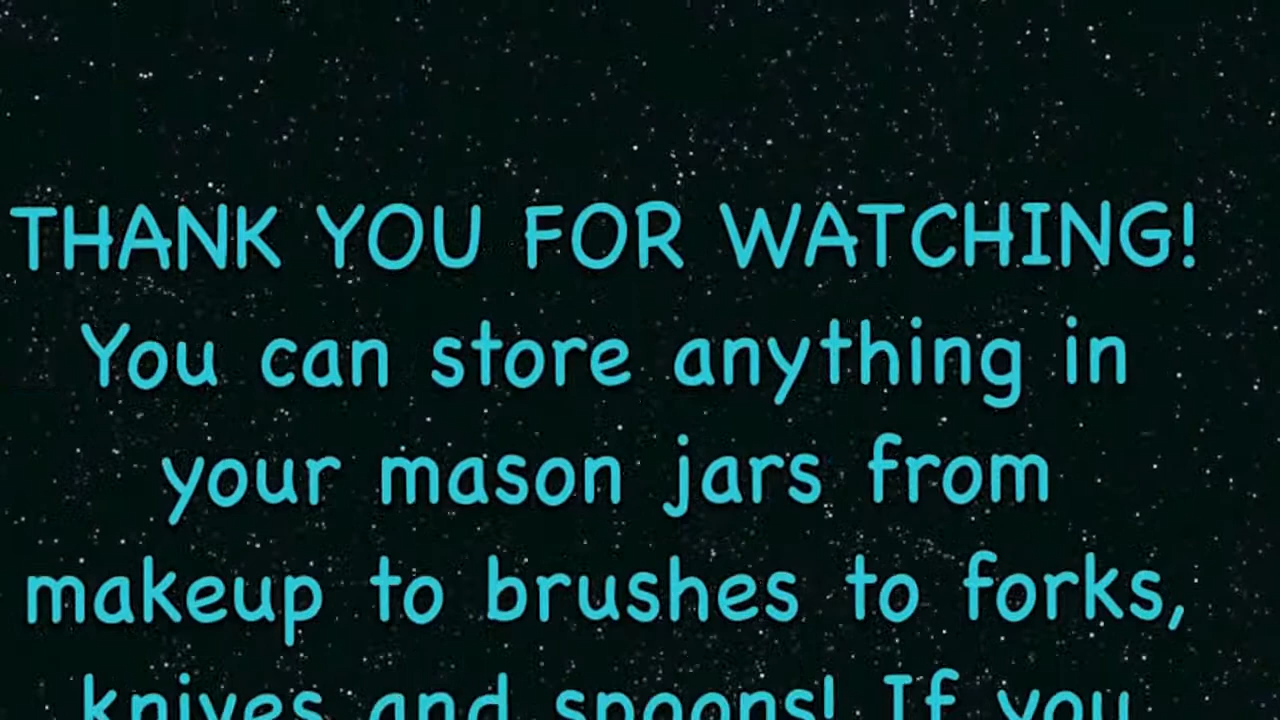 THANK YOU FOR WATCHING!
You can store anything in
your mason jars from
makeup to brushes to forks,
knives and spoons! If you